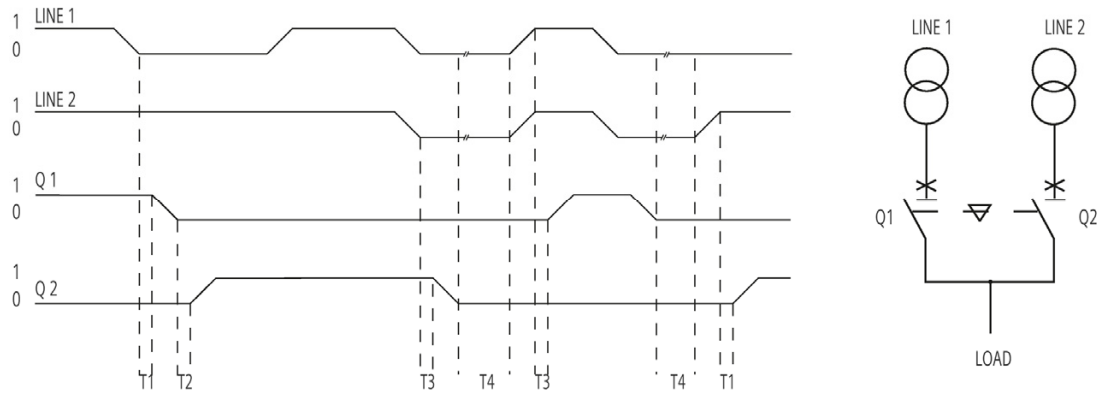 LINE 1
1
0
LINE 2
1
0
Q 1
1
0
Q 2
1
0
T1 T2 T3 T4 T3 T4 T1
LINE 1 LINE 2
Q1 Q2
LOAD